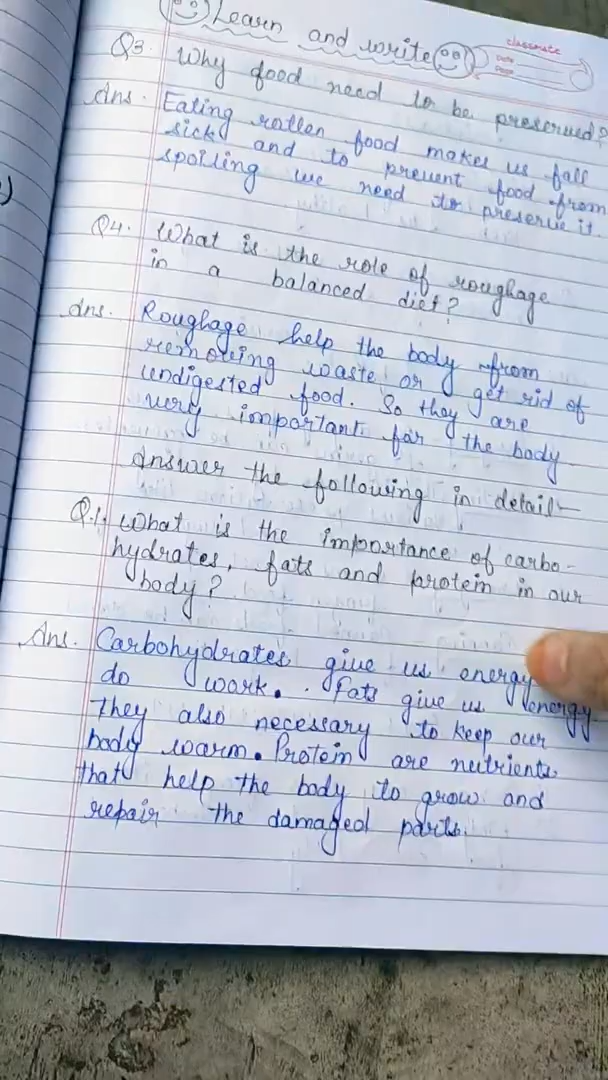 Learn and write
classmate
Date
Page
Q3. Why food need to be preserved?
Ans. Eating rotten food makes us fall
sick and to prevent food from
spoiling we need to preserve it.
Q4. What is the role of roughage
in a balanced diet?
Ans. Roughage help the body from
removing waste or get rid of
undigested food. So they are
very important for the body
Answer the following in detail-
Q.1, What is the importance of carbo-
hydrates, fats and protein in our
body?
Ans. Carbohydrates give us energy
do work. Fats give us energy
They also necessary to keep our
body warm. Protein are nutrients
that help the body to grow and
repair the damaged parts.